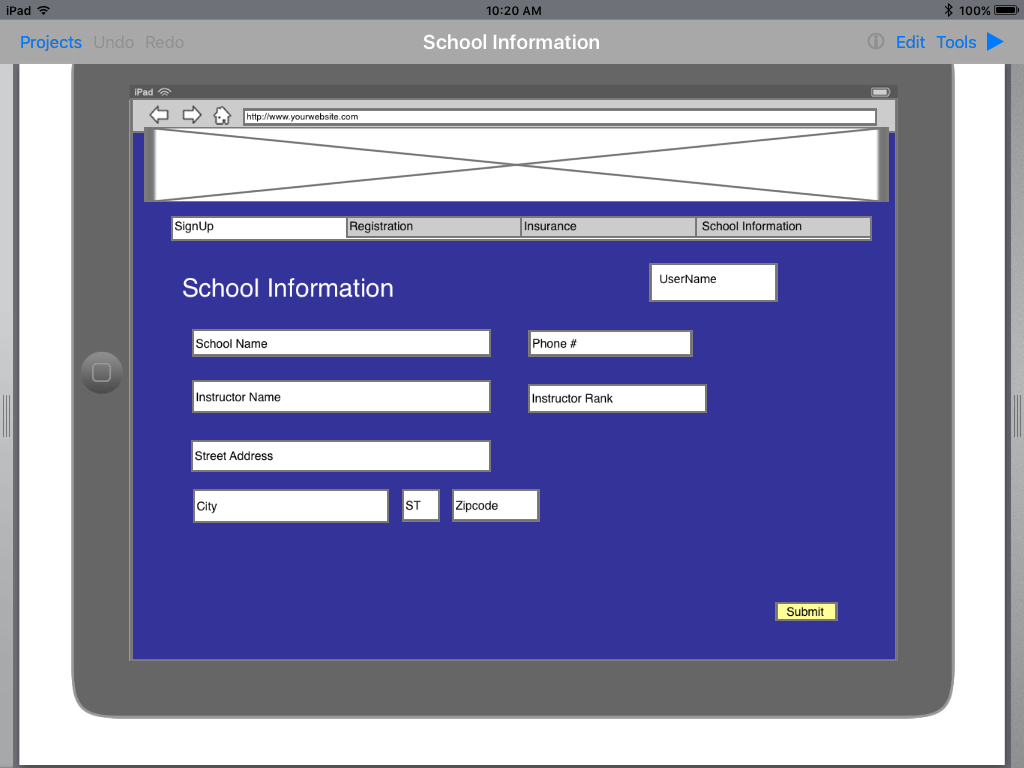 iPad 10:20 AM 100%
Projects Undo Redo School Information Edit Tools
iPad
http://www.yourwebsite.com
SignUp Registration Insurance School Information
School Information UserName
School Name Phone #
Instructor Name Instructor Rank
Street Address
City ST Zipcode
Submit